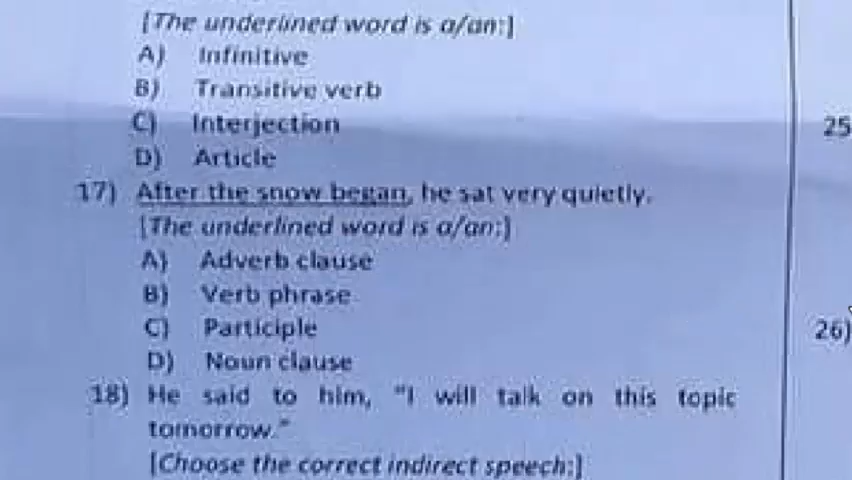 [The underlined word is a/an:]
A) Infinitive
B) Transitive verb
C) Interjection
D) Article
17) After the snow began, he sat very quietly.
[The underlined word is a/an:]
A) Adverb clause
B) Verb phrase
C) Participle
D) Noun clause
18) He said to him, "I will talk on this topic
tomorrow."
[Choose the correct indirect speech:]
25
26)